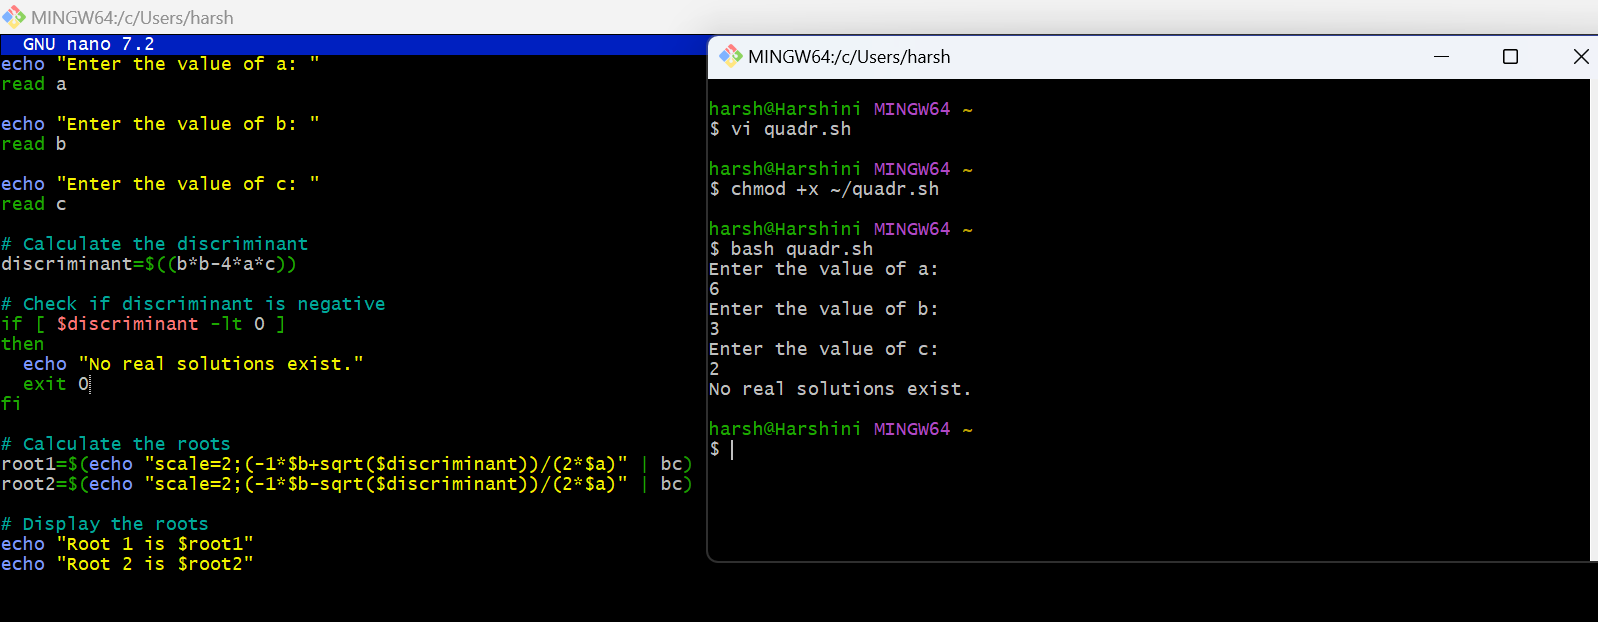 MINGW64:/c/Users/harsh
GNU nano 7.2
echo "Enter the value of a: "
read a
echo "Enter the value of b: "
read b
echo "Enter the value of c: "
read c
# Calculate the discriminant
discriminant=$((b*b-4*a*c))
# Check if discriminant is negative
if [ $discriminant -lt 0 ]
then
  echo "No real solutions exist."
  exit 0
fi
# Calculate the roots
root1=$(echo "scale=2;(-1*$b+sqrt($discriminant))/(2*$a)" | bc)
root2=$(echo "scale=2;(-1*$b-sqrt($discriminant))/(2*$a)" | bc)
# Display the roots
echo "Root 1 is $root1"
echo "Root 2 is $root2"
MINGW64:/c/Users/harsh
harsh@Harshini MINGW64 ~
$ vi quadr.sh
harsh@Harshini MINGW64 ~
$ chmod +x ~/quadr.sh
harsh@Harshini MINGW64 ~
$ bash quadr.sh
Enter the value of a:
6
Enter the value of b:
3
Enter the value of c:
2
No real solutions exist.
harsh@Harshini MINGW64 ~
$